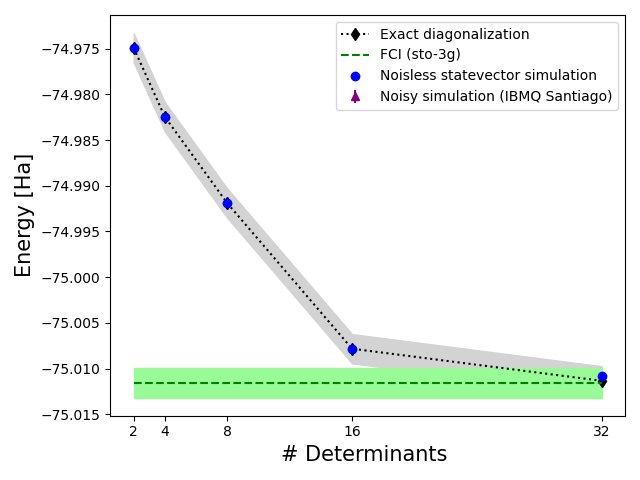 Exact diagonalization
FCI (sto-3g)
Noisless statevector simulation
Noisy simulation (IBMQ Santiago)
Energy [Ha]
−74.975
−74.980
−74.985
−74.990
−74.995
−75.000
−75.005
−75.010
−75.015
2 4 8 16 32
# Determinants